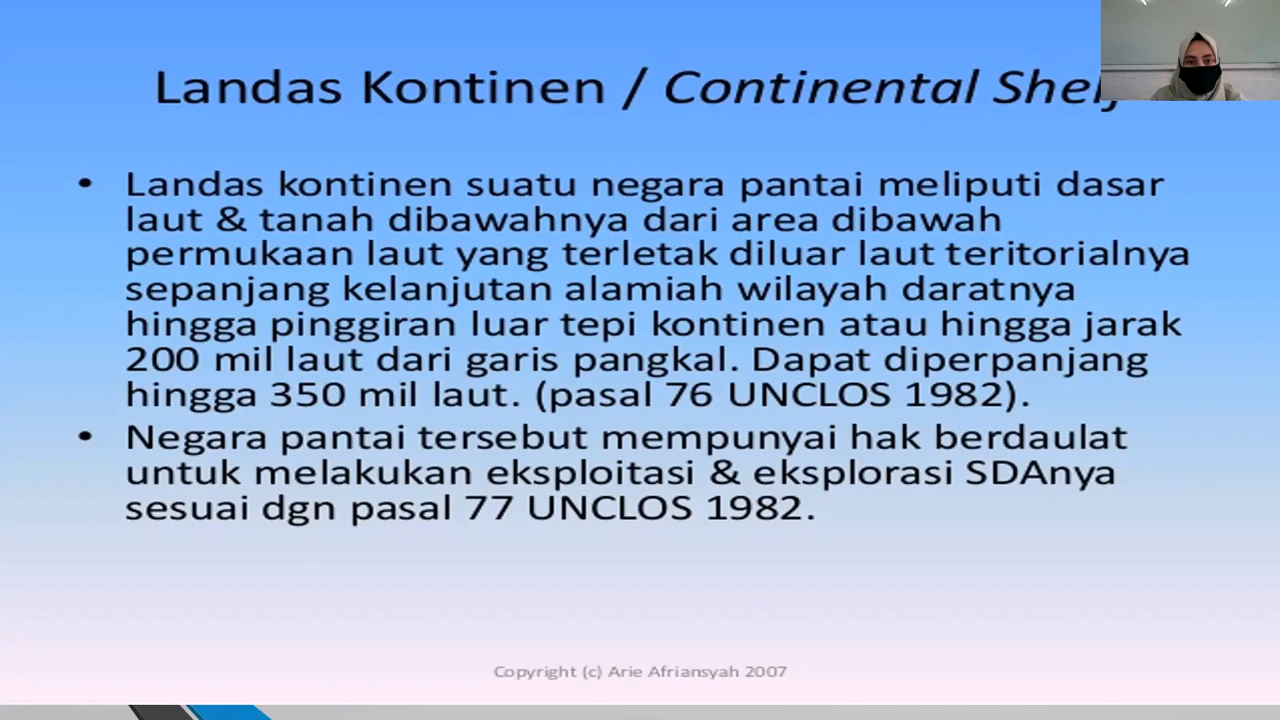 Landas Kontinen / Continental Shelf
• Landas kontinen suatu negara pantai meliputi dasar
laut & tanah dibawahnya dari area dibawah
permukaan laut yang terletak diluar laut teritorialnya
sepanjang kelanjutan alamiah wilayah daratnya
hingga pinggiran luar tepi kontinen atau hingga jarak
200 mil laut dari garis pangkal. Dapat diperpanjang
hingga 350 mil laut. (pasal 76 UNCLOS 1982).
• Negara pantai tersebut mempunyai hak berdaulat
untuk melakukan eksploitasi & eksplorasi SDAnya
sesuai dgn pasal 77 UNCLOS 1982.
Copyright (c) Arie Afriansyah 2007